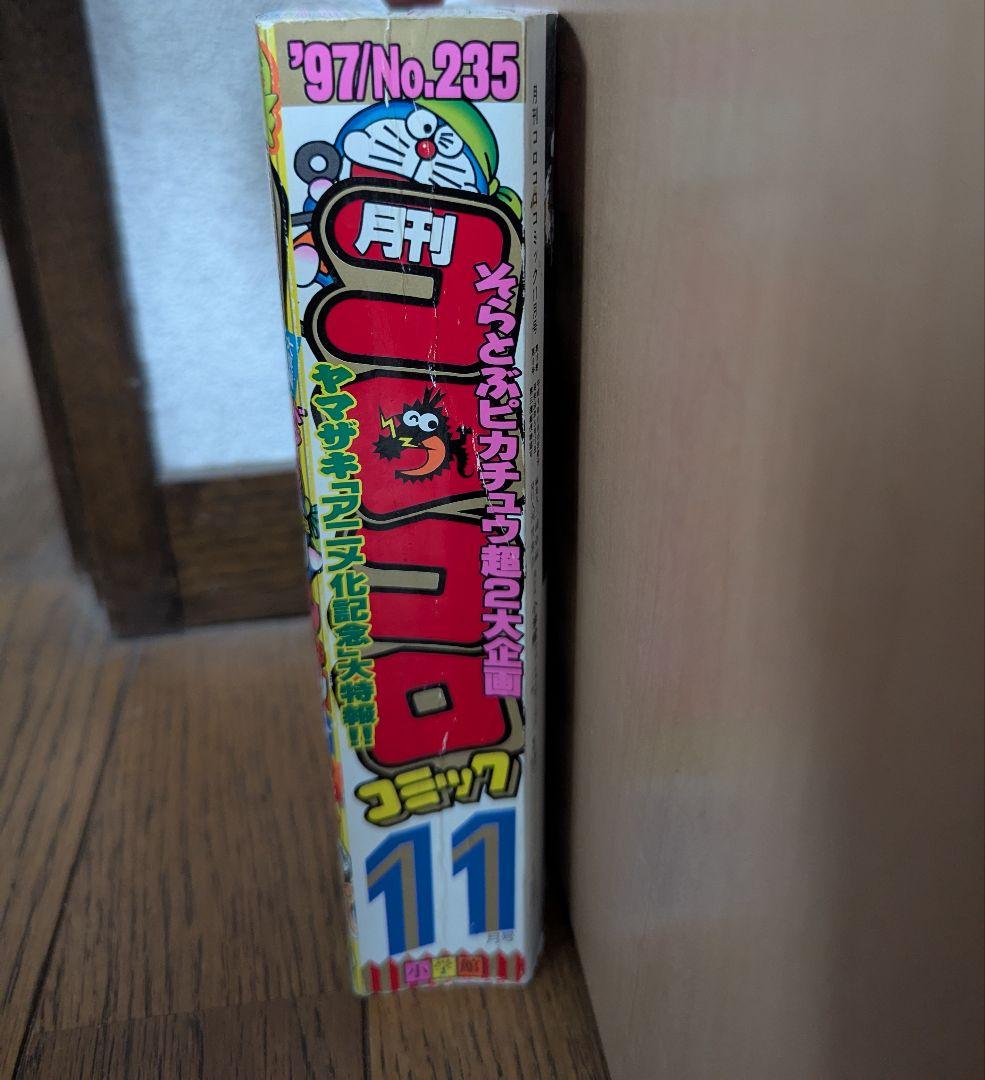 '97/No.235
月刊
コロコロ
コミック
そらとぶピカチュウ超2大企画
ヤマザキ「アニメ化記念」大特報!!
11
月号
小学館